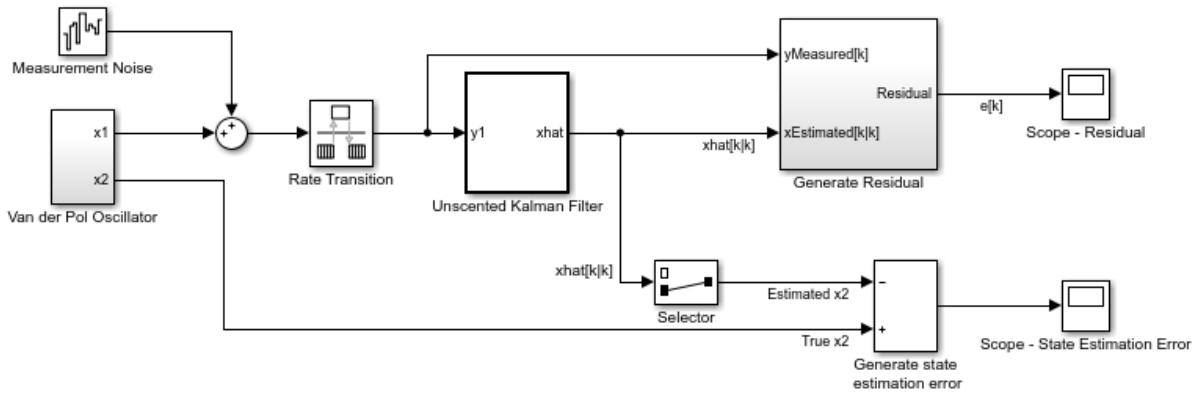 Measurement Noise
x1
x2
Van der Pol Oscillator
+
+
Rate Transition
y1
xhat
Unscented Kalman Filter
yMeasured[k]
Residual
xEstimated[k|k]
xhat[k|k]
Generate Residual
e[k]
Scope - Residual
xhat[k|k]
Selector
Estimated x2
True x2
−
+
Generate state
estimation error
Scope - State Estimation Error